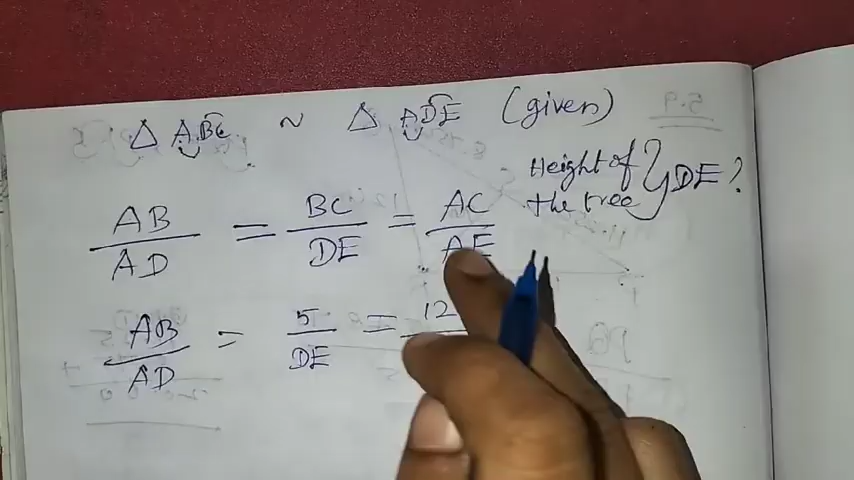 △ ABC ~ △ ADE (given)
Height of the tree } DE?
AB/AD = BC/DE = AC/AE
AB/AD = 5/DE = 12